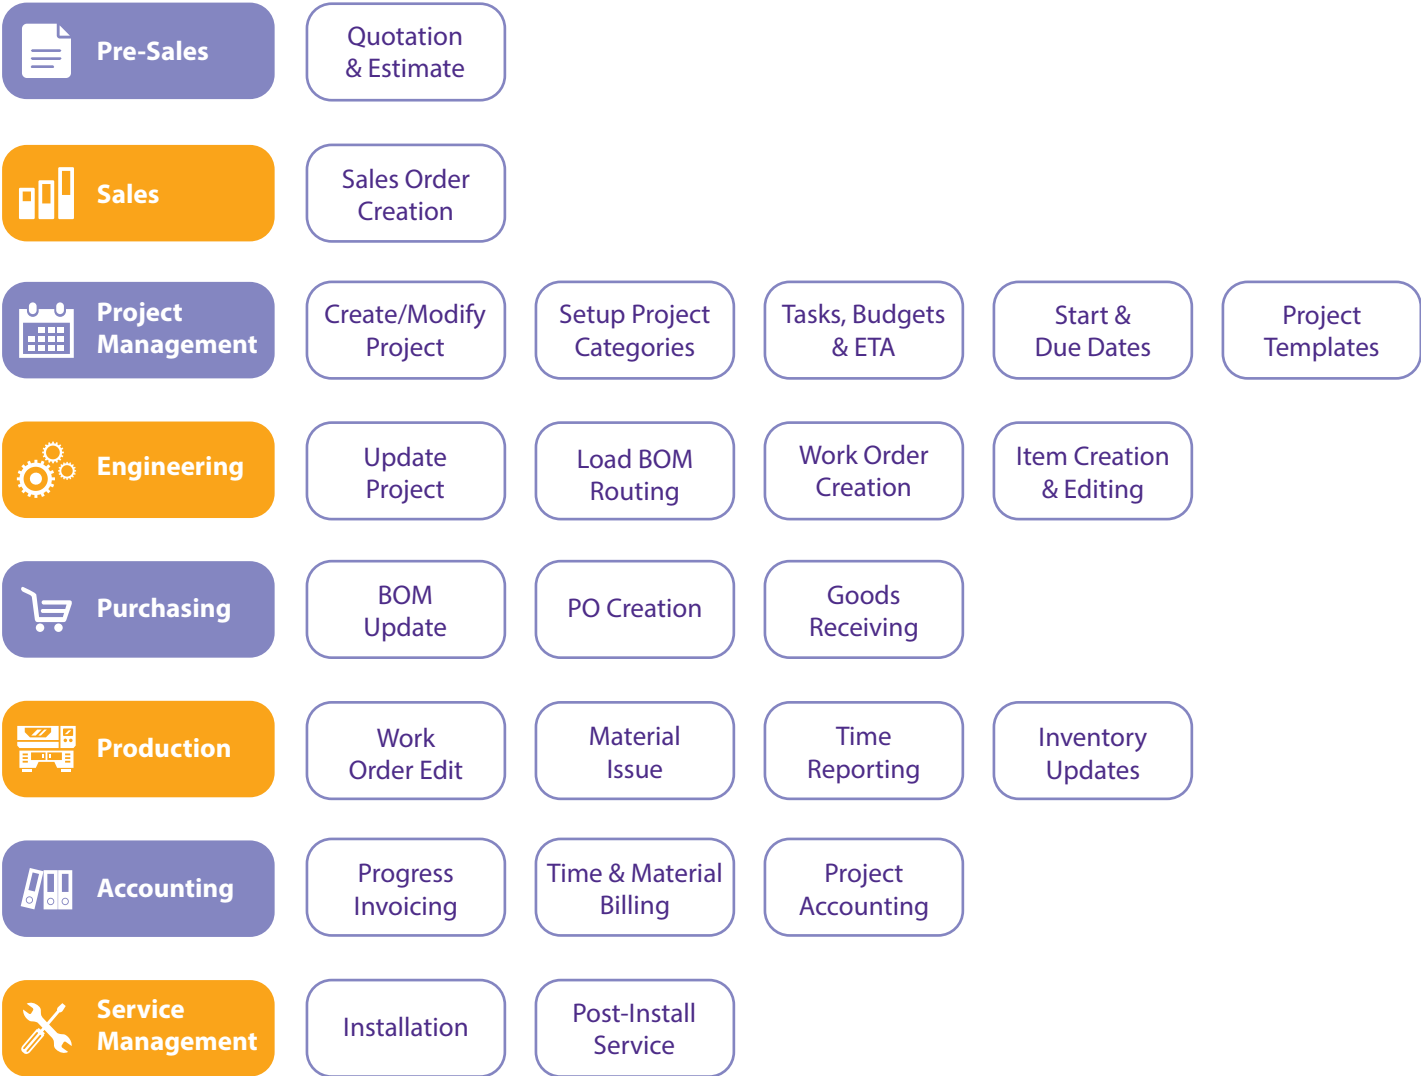 Pre-Sales
Quotation
& Estimate
Sales
Sales Order
Creation
Project
Management
Create/Modify
Project
Setup Project
Categories
Tasks, Budgets
& ETA
Start &
Due Dates
Project
Templates
Engineering
Update
Project
Load BOM
Routing
Work Order
Creation
Item Creation
& Editing
Purchasing
BOM
Update
PO Creation
Goods
Receiving
Production
Work
Order Edit
Material
Issue
Time
Reporting
Inventory
Updates
Accounting
Progress
Invoicing
Time & Material
Billing
Project
Accounting
Service
Management
Installation
Post-Install
Service